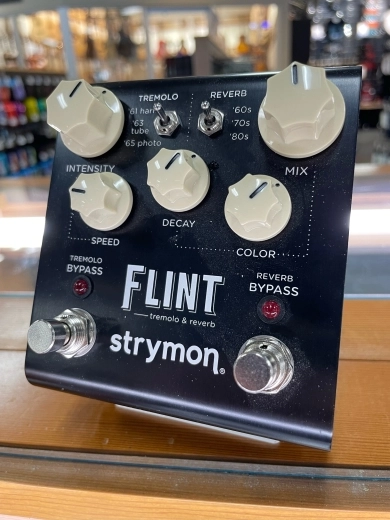 TREMOLO
REVERB
'61 har
'63
tube
'65 photo
'60s
'70s
'80s
INTENSITY
MIX
DECAY
SPEED
COLOR
TREMOLO
BYPASS
REVERB
BYPASS
FLINT
tremolo & reverb
strymon®